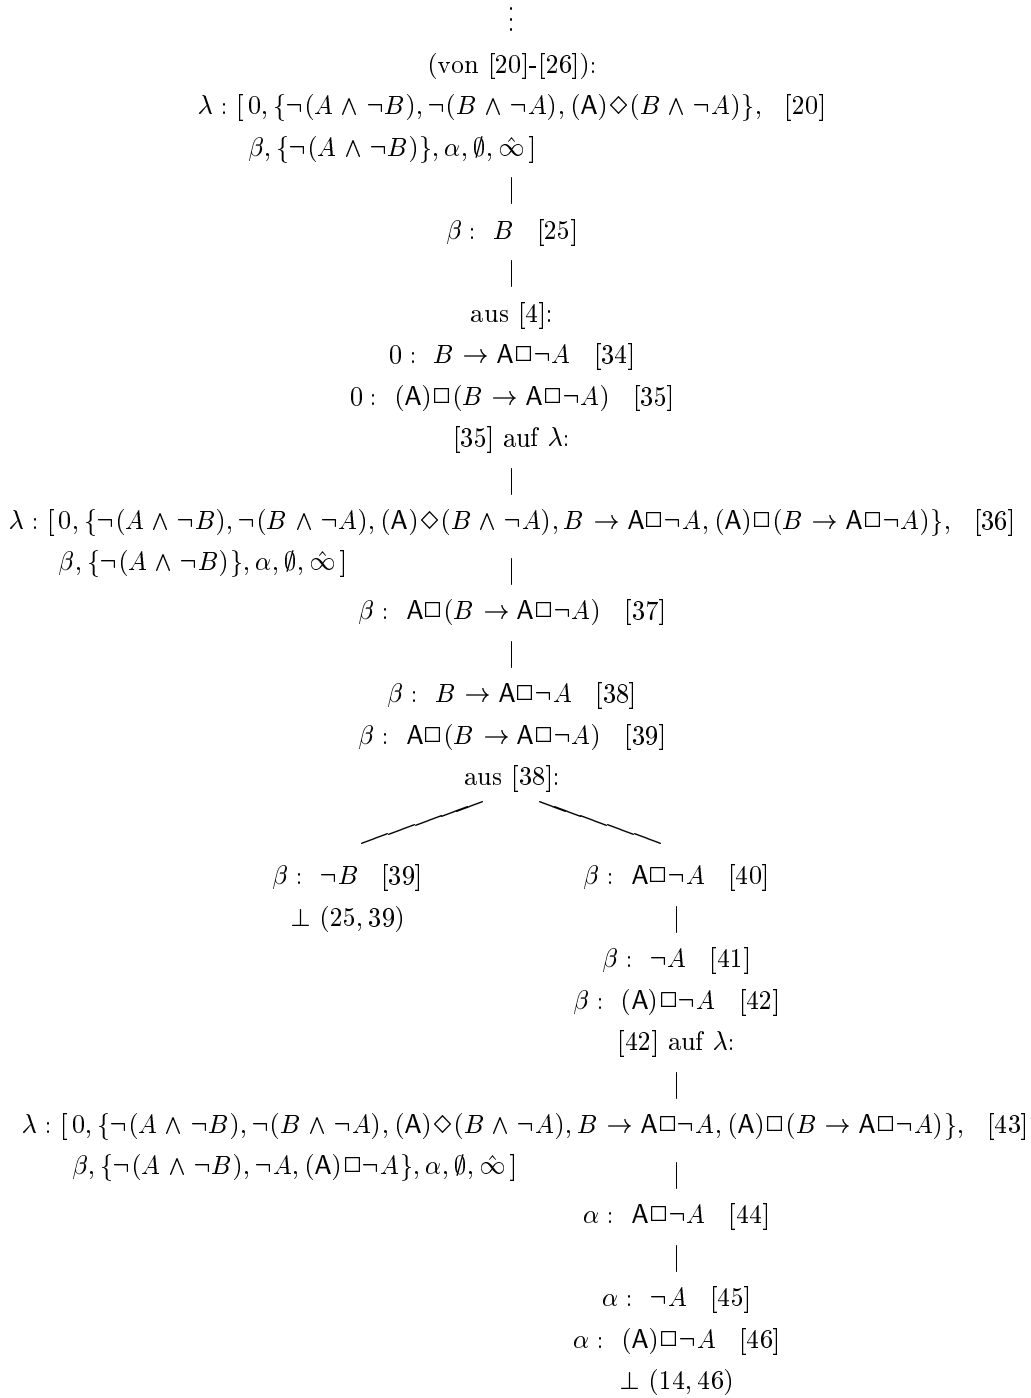 ⋮
(von [20]-[26]):
λ : [ 0, {¬(A ∧ ¬B), ¬(B ∧ ¬A), (A)◇(B ∧ ¬A)}, [20]
β, {¬(A ∧ ¬B)}, α, ∅, ∞̂ ]
β : B [25]
aus [4]:
0 : B → A□¬A [34]
0 : (A)□(B → A□¬A) [35]
[35] auf λ:
λ : [ 0, {¬(A ∧ ¬B), ¬(B ∧ ¬A), (A)◇(B ∧ ¬A), B → A□¬A, (A)□(B → A□¬A)}, [36]
β, {¬(A ∧ ¬B)}, α, ∅, ∞̂ ]
β : A□(B → A□¬A) [37]
β : B → A□¬A [38]
β : A□(B → A□¬A) [39]
aus [38]:
β : ¬B [39] β : A□¬A [40]
⊥ (25, 39)
β : ¬A [41]
β : (A)□¬A [42]
[42] auf λ:
λ : [ 0, {¬(A ∧ ¬B), ¬(B ∧ ¬A), (A)◇(B ∧ ¬A), B → A□¬A, (A)□(B → A□¬A)}, [43]
β, {¬(A ∧ ¬B), ¬A, (A)□¬A}, α, ∅, ∞̂ ]
α : A□¬A [44]
α : ¬A [45]
α : (A)□¬A [46]
⊥ (14, 46)